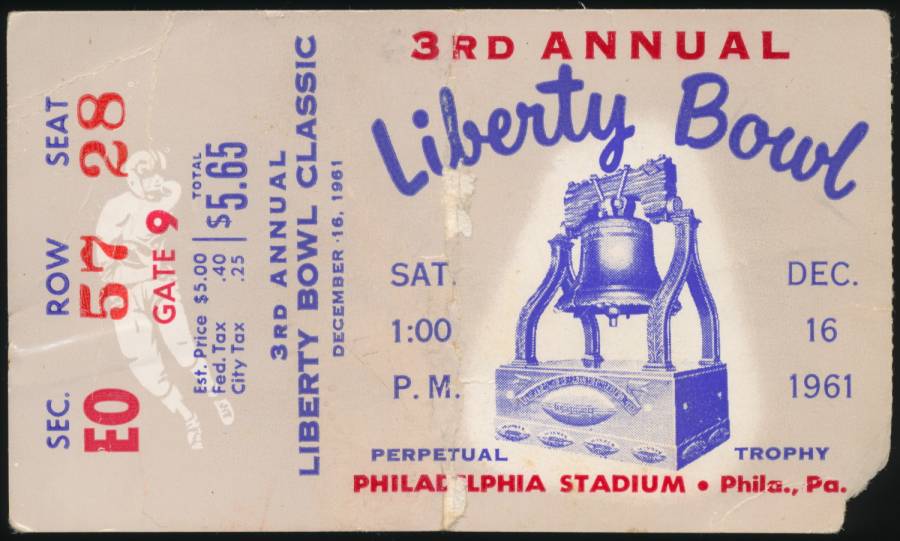 SEC. ROW SEAT
EO 57 28
GATE 9
Est. Price $5.00 TOTAL
Fed. Tax .40 $5.65
City Tax .25
3RD ANNUAL
LIBERTY BOWL CLASSIC
DECEMBER 16, 1961
3RD ANNUAL
Liberty Bowl
SAT. DEC.
1:00 16
P.M. 1961
PERPETUAL TROPHY
PHILADELPHIA STADIUM • Phila., Pa.